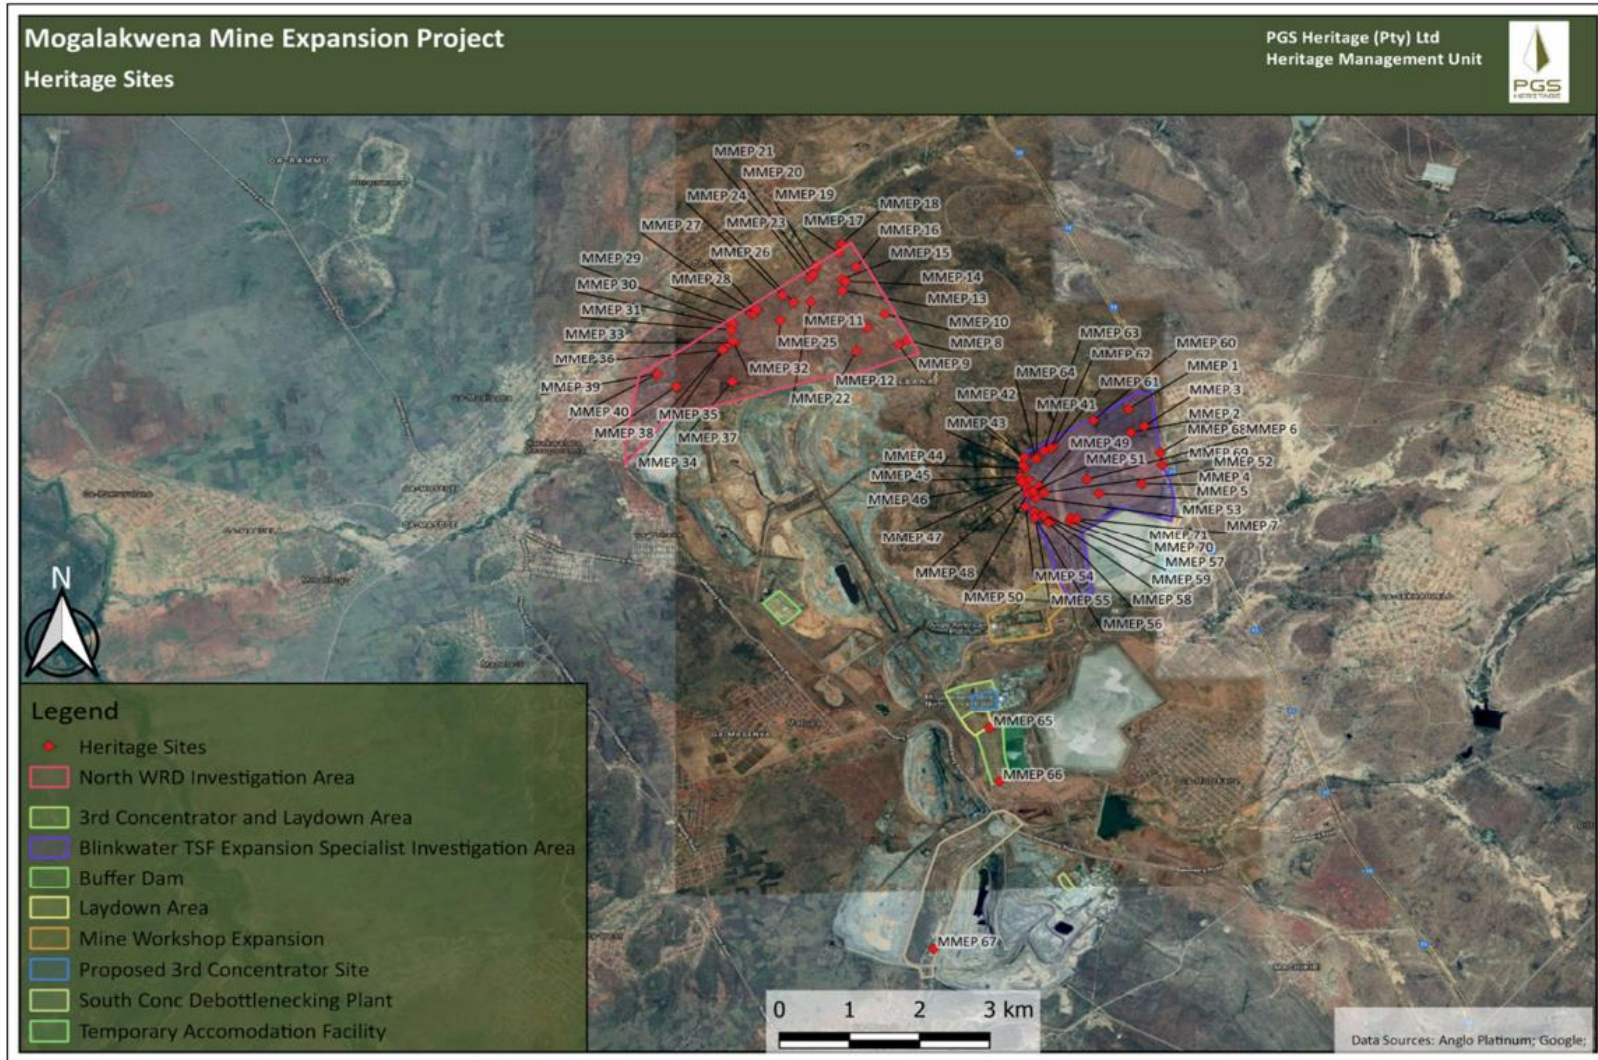 Mogalakwena Mine Expansion Project
Heritage Sites
PGS Heritage (Pty) Ltd
Heritage Management Unit
PGS
HERITAGE
GA-RAMMU
MMEP 21
MMEP 20
MMEP 24
MMEP 19
MMEP 18
MMEP 27
MMEP 23
MMEP 17
MMEP 16
MMEP 26
MMEP 15
MMEP 29
MMEP 28
MMEP 14
MMEP 30
MMEP 13
MMEP 31
MMEP 11
MMEP 10
MMEP 33
MMEP 25
MMEP 8
MMEP 36
MMEP 32
MMEP 9
MMEP 39
MMEP 12
MMEP 22
MMEP 40
MMEP 35
MMEP 38
MMEP 37
MMEP 34
MMEP 63
MMEP 60
MMEP 62
MMEP 64
MMEP 1
MMEP 61
MMEP 3
MMEP 42
MMEP 41
MMEP 2
MMEP 43
MMEP 68
MMEP 6
MMEP 49
MMEP 44
MMEP 51
MMEP 69
MMEP 52
MMEP 45
MMEP 4
MMEP 46
MMEP 5
MMEP 53
MMEP 7
MMEP 47
MMEP 71
MMEP 70
MMEP 57
MMEP 48
MMEP 54
MMEP 59
MMEP 50
MMEP 55
MMEP 58
MMEP 56
MMEP 65
MMEP 66
MMEP 67
N
Legend
Heritage Sites
North WRD Investigation Area
3rd Concentrator and Laydown Area
Blinkwater TSF Expansion Specialist Investigation Area
Buffer Dam
Laydown Area
Mine Workshop Expansion
Proposed 3rd Concentrator Site
South Conc Debottlenecking Plant
Temporary Accomodation Facility
0 1 2 3 km
Data Sources: Anglo Platinum; Google;